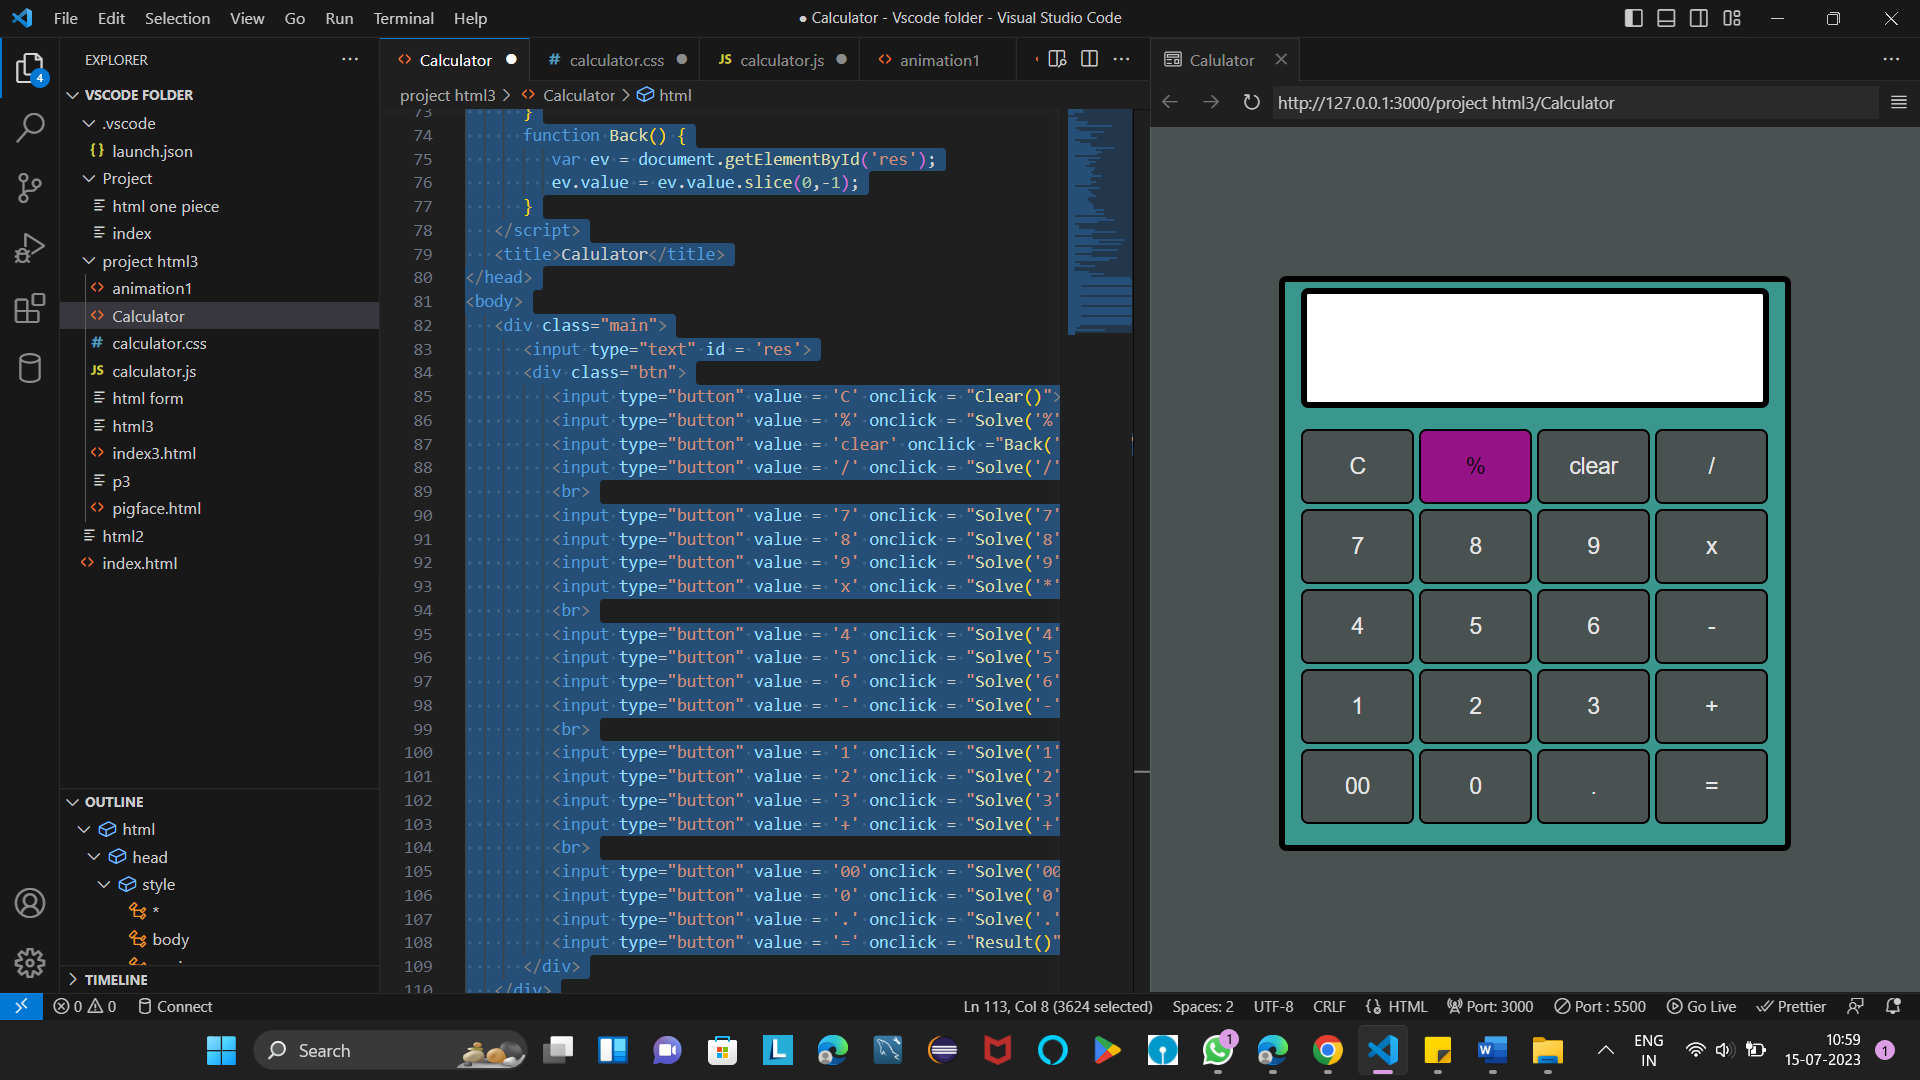 File Edit Selection View Go Run Terminal Help
● Calculator - Vscode folder - Visual Studio Code
EXPLORER
VSCODE FOLDER
.vscode
launch.json
Project
html one piece
index
project html3
animation1
Calculator
calculator.css
calculator.js
html form
html3
index3.html
p3
pigface.html
html2
index.html
OUTLINE
html
head
style
*
body
TIMELINE
Calculator
calculator.css
calculator.js
animation1
project html3 > Calculator > html
73 }
74 function Back() {
75 var ev = document.getElementById('res');
76 ev.value = ev.value.slice(0,-1);
77 }
78 </script>
79 <title>Calulator</title>
80 </head>
81 <body>
82 <div class="main">
83 <input type="text" id = 'res'>
84 <div class="btn">
85 <input type="button" value = 'C' onclick = "Clear()">
86 <input type="button" value = '%' onclick = "Solve('%'
87 <input type="button" value = 'clear' onclick ="Back('
88 <input type="button" value = '/' onclick = "Solve('/'
89 <br>
90 <input type="button" value = '7' onclick = "Solve('7'
91 <input type="button" value = '8' onclick = "Solve('8'
92 <input type="button" value = '9' onclick = "Solve('9'
93 <input type="button" value = 'x' onclick = "Solve('*'
94 <br>
95 <input type="button" value = '4' onclick = "Solve('4'
96 <input type="button" value = '5' onclick = "Solve('5'
97 <input type="button" value = '6' onclick = "Solve('6'
98 <input type="button" value = '-' onclick = "Solve('-'
99 <br>
100 <input type="button" value = '1' onclick = "Solve('1'
101 <input type="button" value = '2' onclick = "Solve('2'
102 <input type="button" value = '3' onclick = "Solve('3'
103 <input type="button" value = '+' onclick = "Solve('+'
104 <br>
105 <input type="button" value = '00'onclick = "Solve('00
106 <input type="button" value = '0' onclick = "Solve('0'
107 <input type="button" value = '.' onclick = "Solve('.'
108 <input type="button" value = '=' onclick = "Result()"
109 </div>
110 </div>
Calulator
http://127.0.0.1:3000/project html3/Calculator
C % clear /
7 8 9 x
4 5 6 -
1 2 3 +
00 0 . =
0 0 Connect
Ln 113, Col 8 (3624 selected) Spaces: 2 UTF-8 CRLF HTML Port: 3000 Port : 5500 Go Live Prettier
Search
ENG
IN
10:59
15-07-2023
1